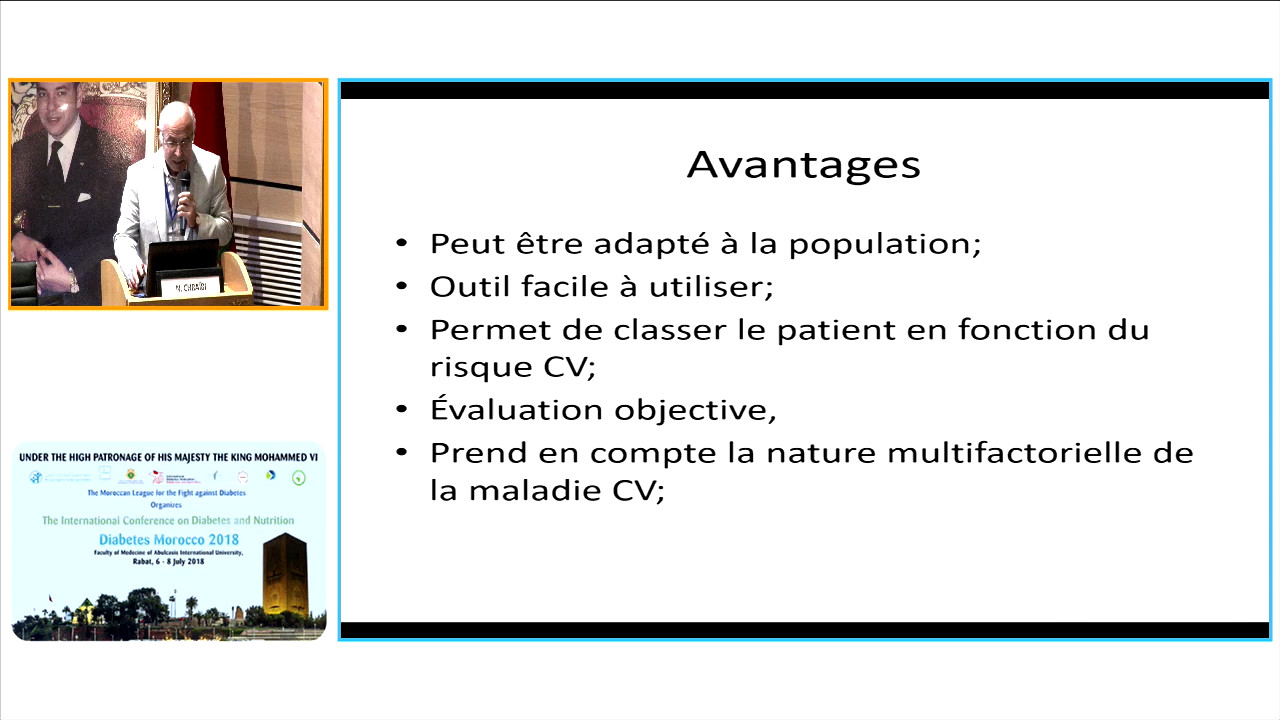 N. CHRAÏBI
Avantages
• Peut être adapté à la population;
• Outil facile à utiliser;
• Permet de classer le patient en fonction du
risque CV;
• Évaluation objective,
• Prend en compte la nature multifactorielle de
la maladie CV;
UNDER THE HIGH PATRONAGE OF HIS MAJESTY THE KING MOHAMMED VI
The Moroccan League for the Fight against Diabetes
Organizes
The International Conference on Diabetes and Nutrition
Diabetes Morocco 2018
Faculty of Medecine of Abulcasis International University,
Rabat, 6 - 8 July 2018